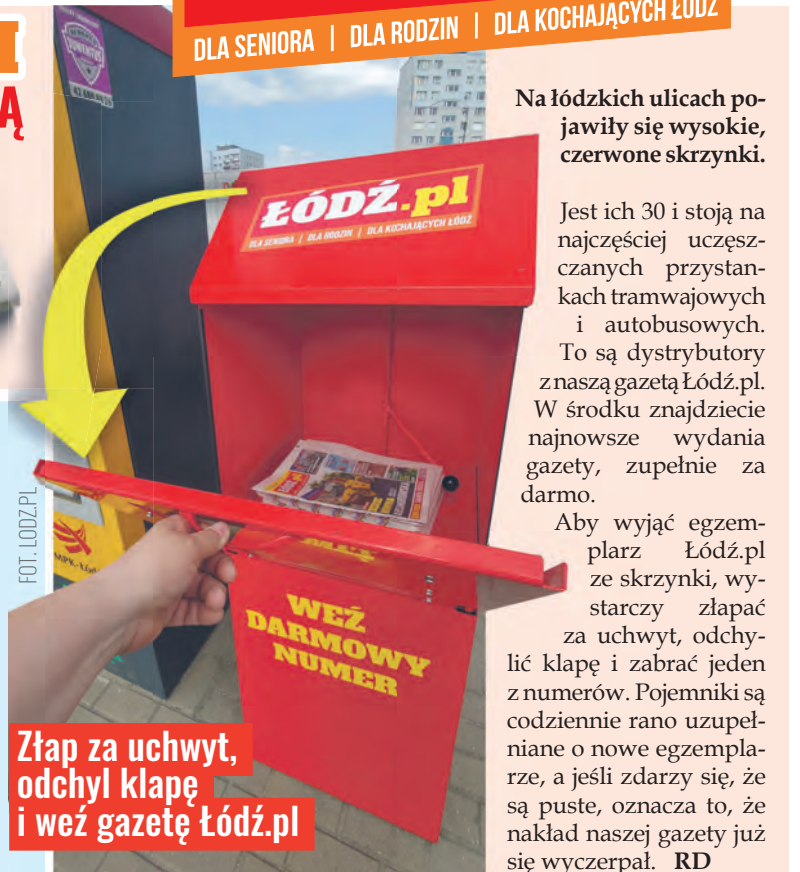 DLA SENIORA | DLA RODZIN | DLA KOCHAJĄCYCH ŁÓDŹ
Ą
FOT. LODZ.PL
ŁÓDŹ.pl
DLA SENIORA | DLA RODZIN | DLA KOCHAJĄCYCH ŁÓDŹ
WEŹ
DARMOWY
NUMER
Złap za uchwyt,
odchyl klapę
i weź gazetę Łódź.pl
Na łódzkich ulicach po-
jawiły się wysokie,
czerwone skrzynki.
Jest ich 30 i stoją na
najczęściej uczęsz-
czanych przystan-
kach tramwajowych
i autobusowych.
To są dystrybutory
z naszą gazetą Łódź.pl.
W środku znajdziecie
najnowsze wydania
gazety, zupełnie za
darmo.
Aby wyjąć egzem-
plarz Łódź.pl
ze skrzynki, wy-
starczy złapać
za uchwyt, odchy-
lić klapę i zabrać jeden
z numerów. Pojemniki są
codziennie rano uzupeł-
niane o nowe egzempla-
rze, a jeśli zdarzy się, że
są puste, oznacza to, że
nakład naszej gazety już
się wyczerpał. RD